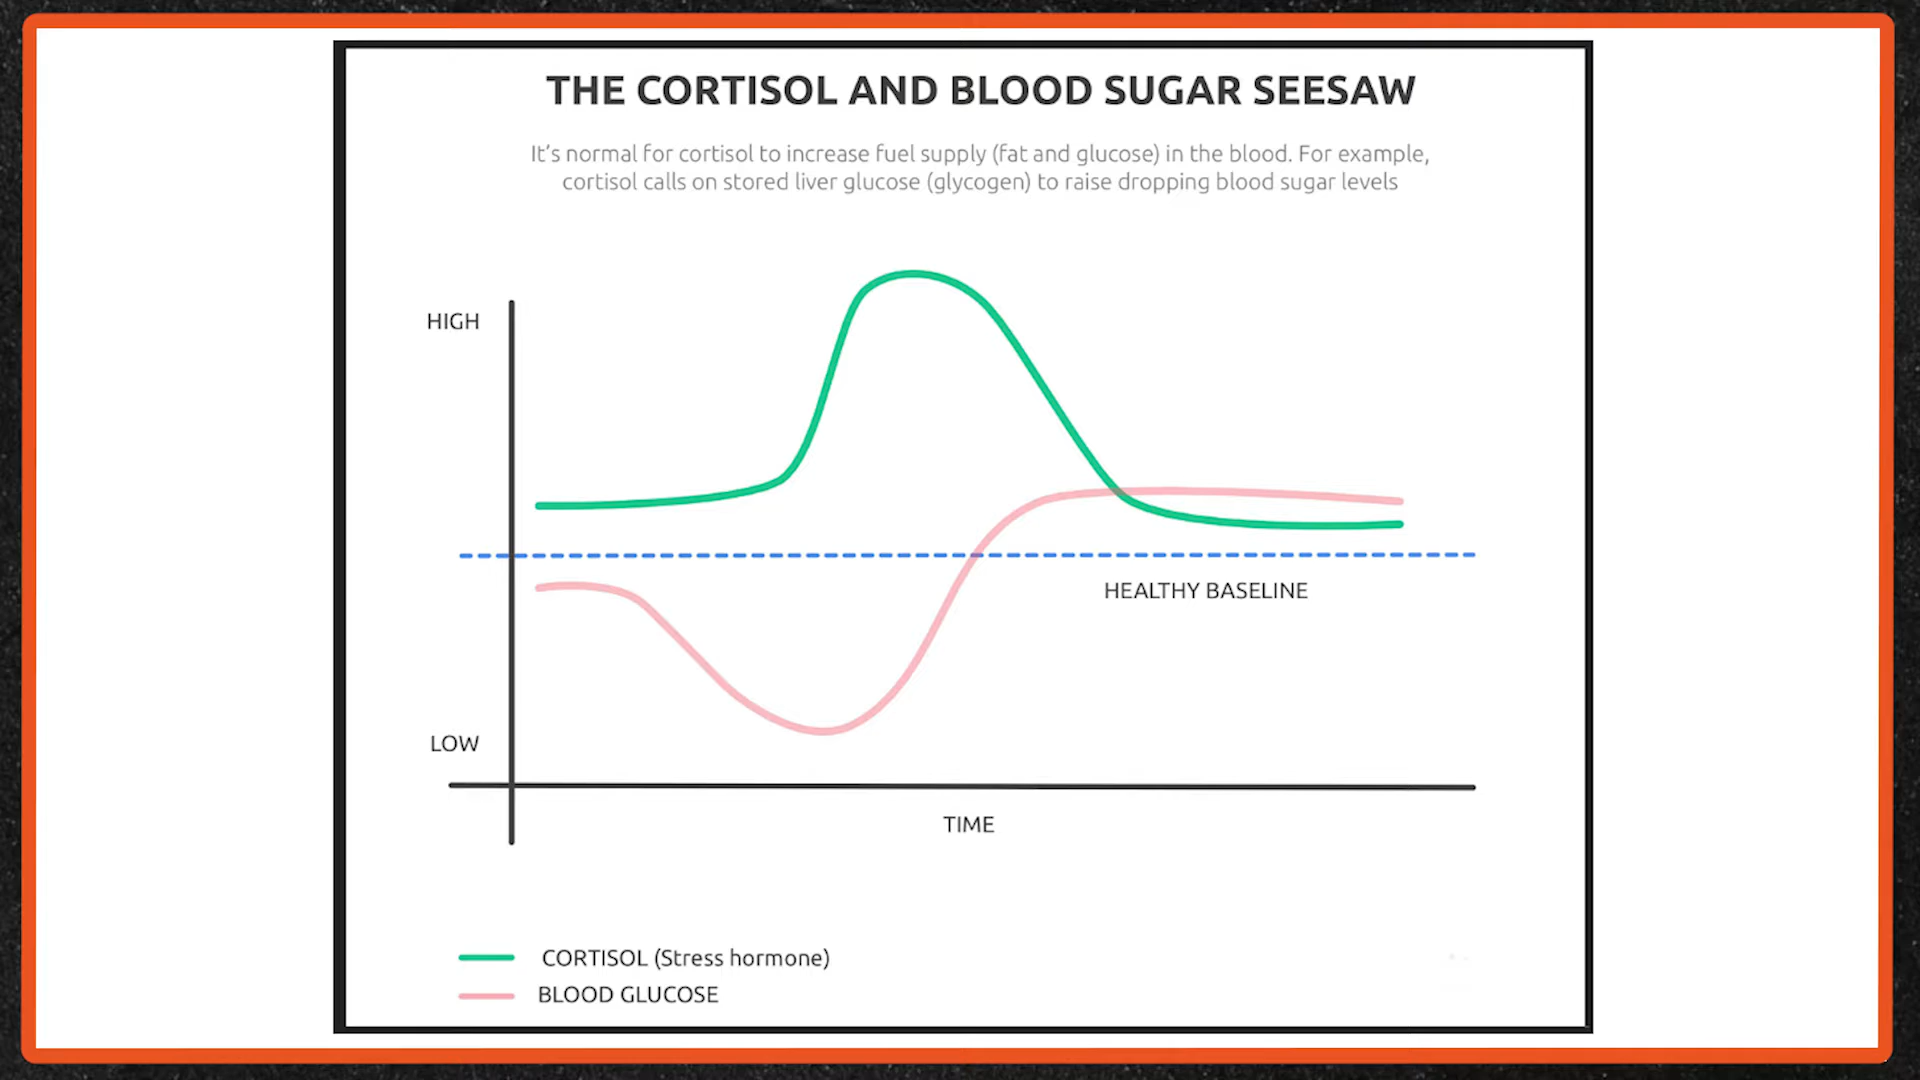 THE CORTISOL AND BLOOD SUGAR SEESAW
It's normal for cortisol to increase fuel supply (fat and glucose) in the blood. For example,
cortisol calls on stored liver glucose (glycogen) to raise dropping blood sugar levels
HIGH
HEALTHY BASELINE
LOW
TIME
CORTISOL (Stress hormone)
BLOOD GLUCOSE